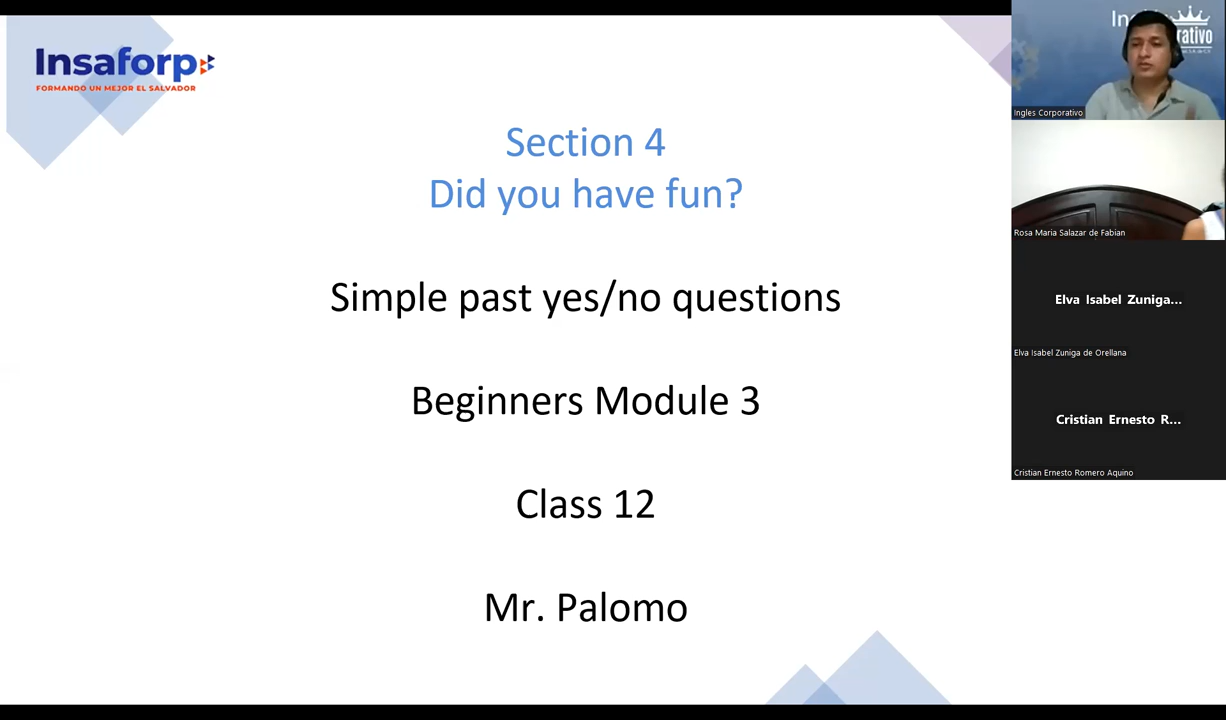 Insaforp
FORMANDO UN MEJOR EL SALVADOR
Section 4
Did you have fun?
Simple past yes/no questions
Beginners Module 3
Class 12
Mr. Palomo
Ingles Corporativo
Rosa Maria Salazar de Fabian
Elva Isabel Zuniga...
Elva Isabel Zuniga de Orellana
Cristian Ernesto R...
Cristian Ernesto Romero Aquino